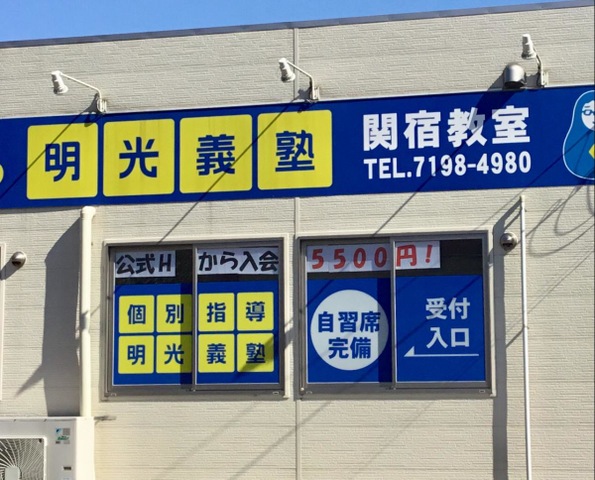 明光義塾
関宿教室
TEL.7198-4980
公式H から入会
5500円!
個別指導
明光義塾
自習席
完備
受付
入口